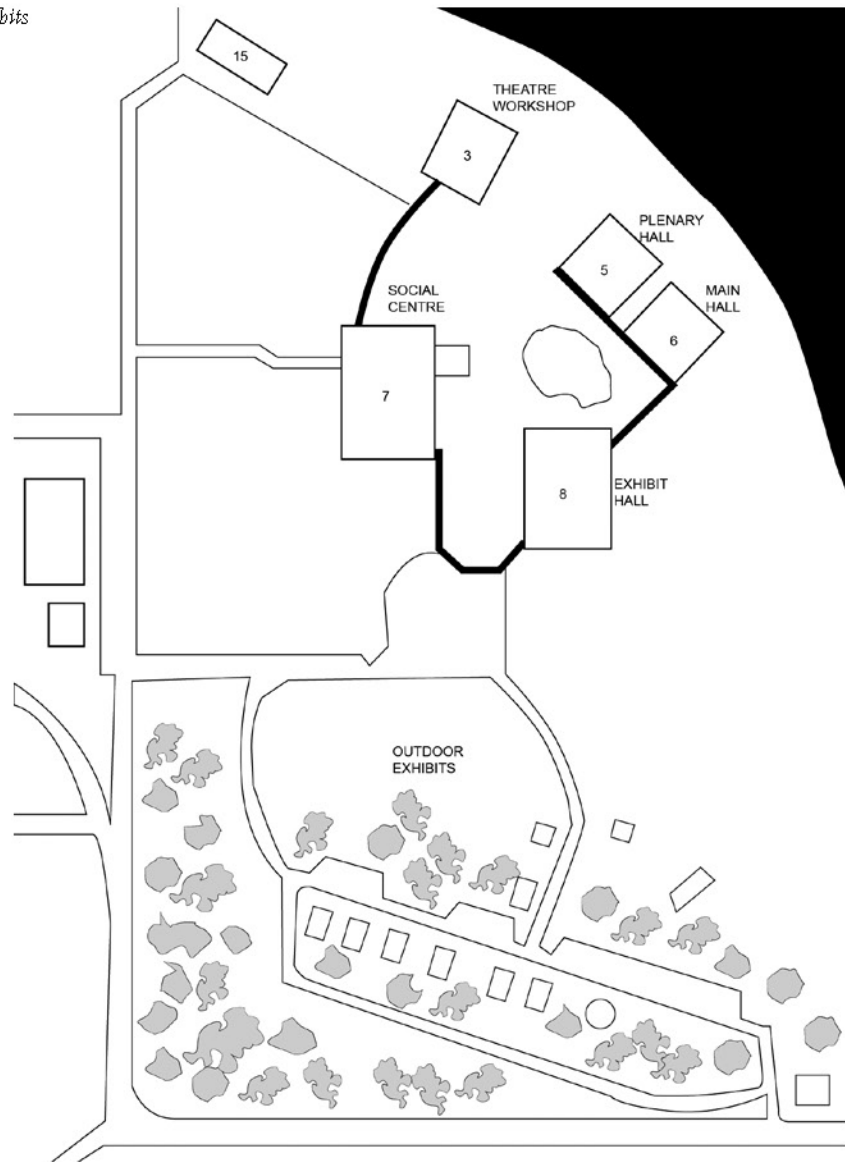 bits
15
THEATRE
WORKSHOP
3
PLENARY
HALL
5
MAIN
HALL
6
SOCIAL
CENTRE
7
EXHIBIT
HALL
8
OUTDOOR
EXHIBITS